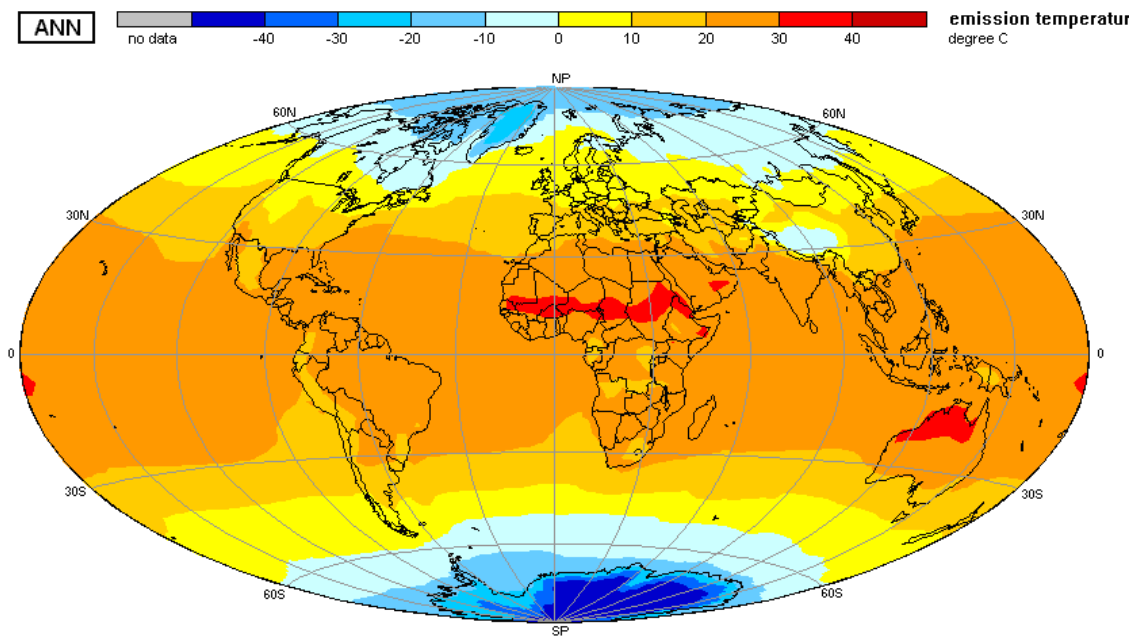 ANN
no data -40 -30 -20 -10 0 10 20 30 40
emission temperatur
degree C
NP
60N 60N
30N 30N
0 0
30S 30S
60S 60S
SP